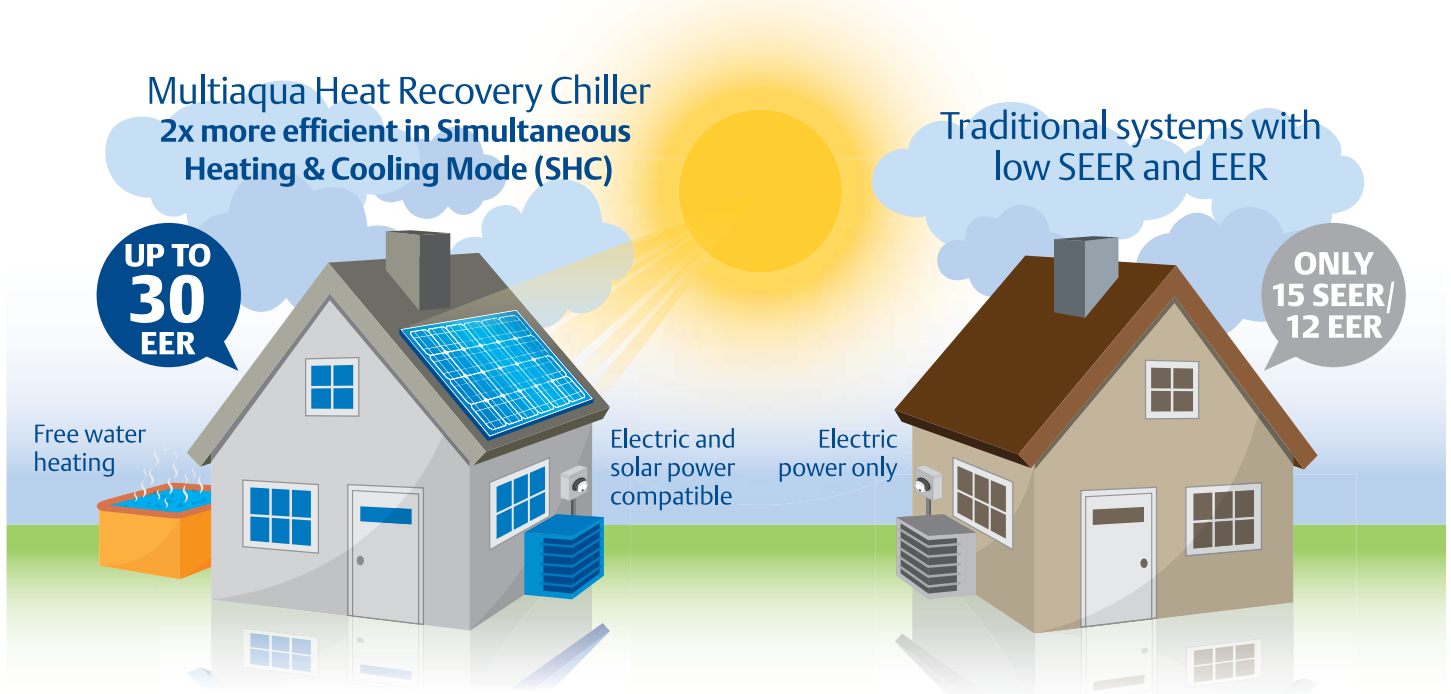 Multiaqua Heat Recovery Chiller
2x more efficient in Simultaneous
Heating & Cooling Mode (SHC)
Traditional systems with
low SEER and EER
UP TO
30
EER
ONLY
15 SEER/
12 EER
Free water
heating
Electric and
solar power
compatible
Electric
power only